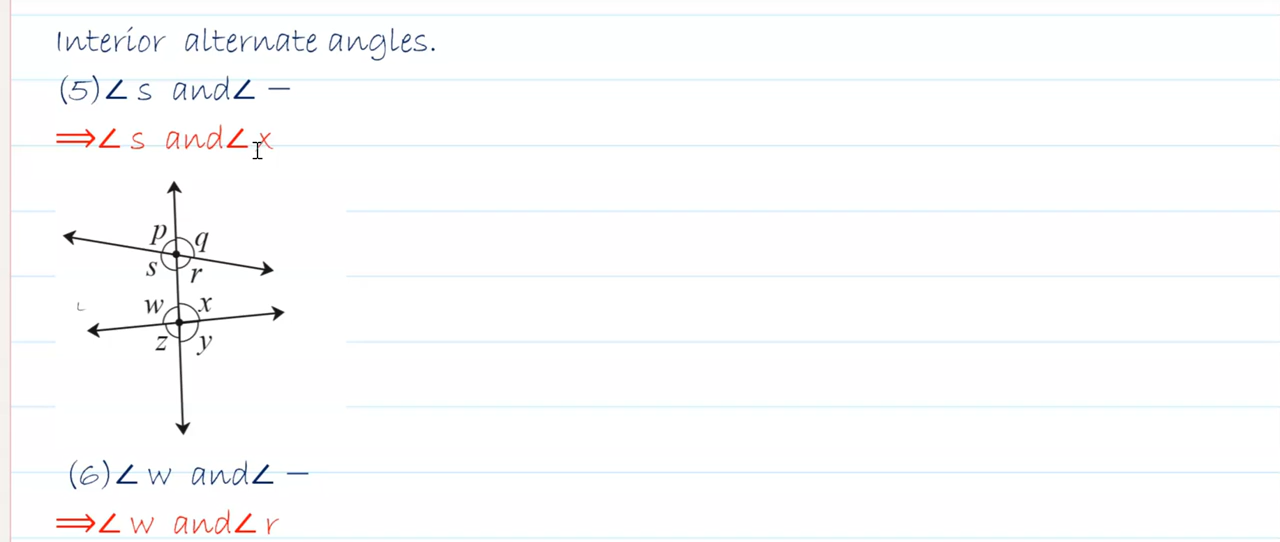 Interior alternate angles.
(5)∠ s and∠ —
⟹∠ s and∠ x
p q
s r
w x
z y
(6)∠ w and∠ —
⟹∠ w and∠ r